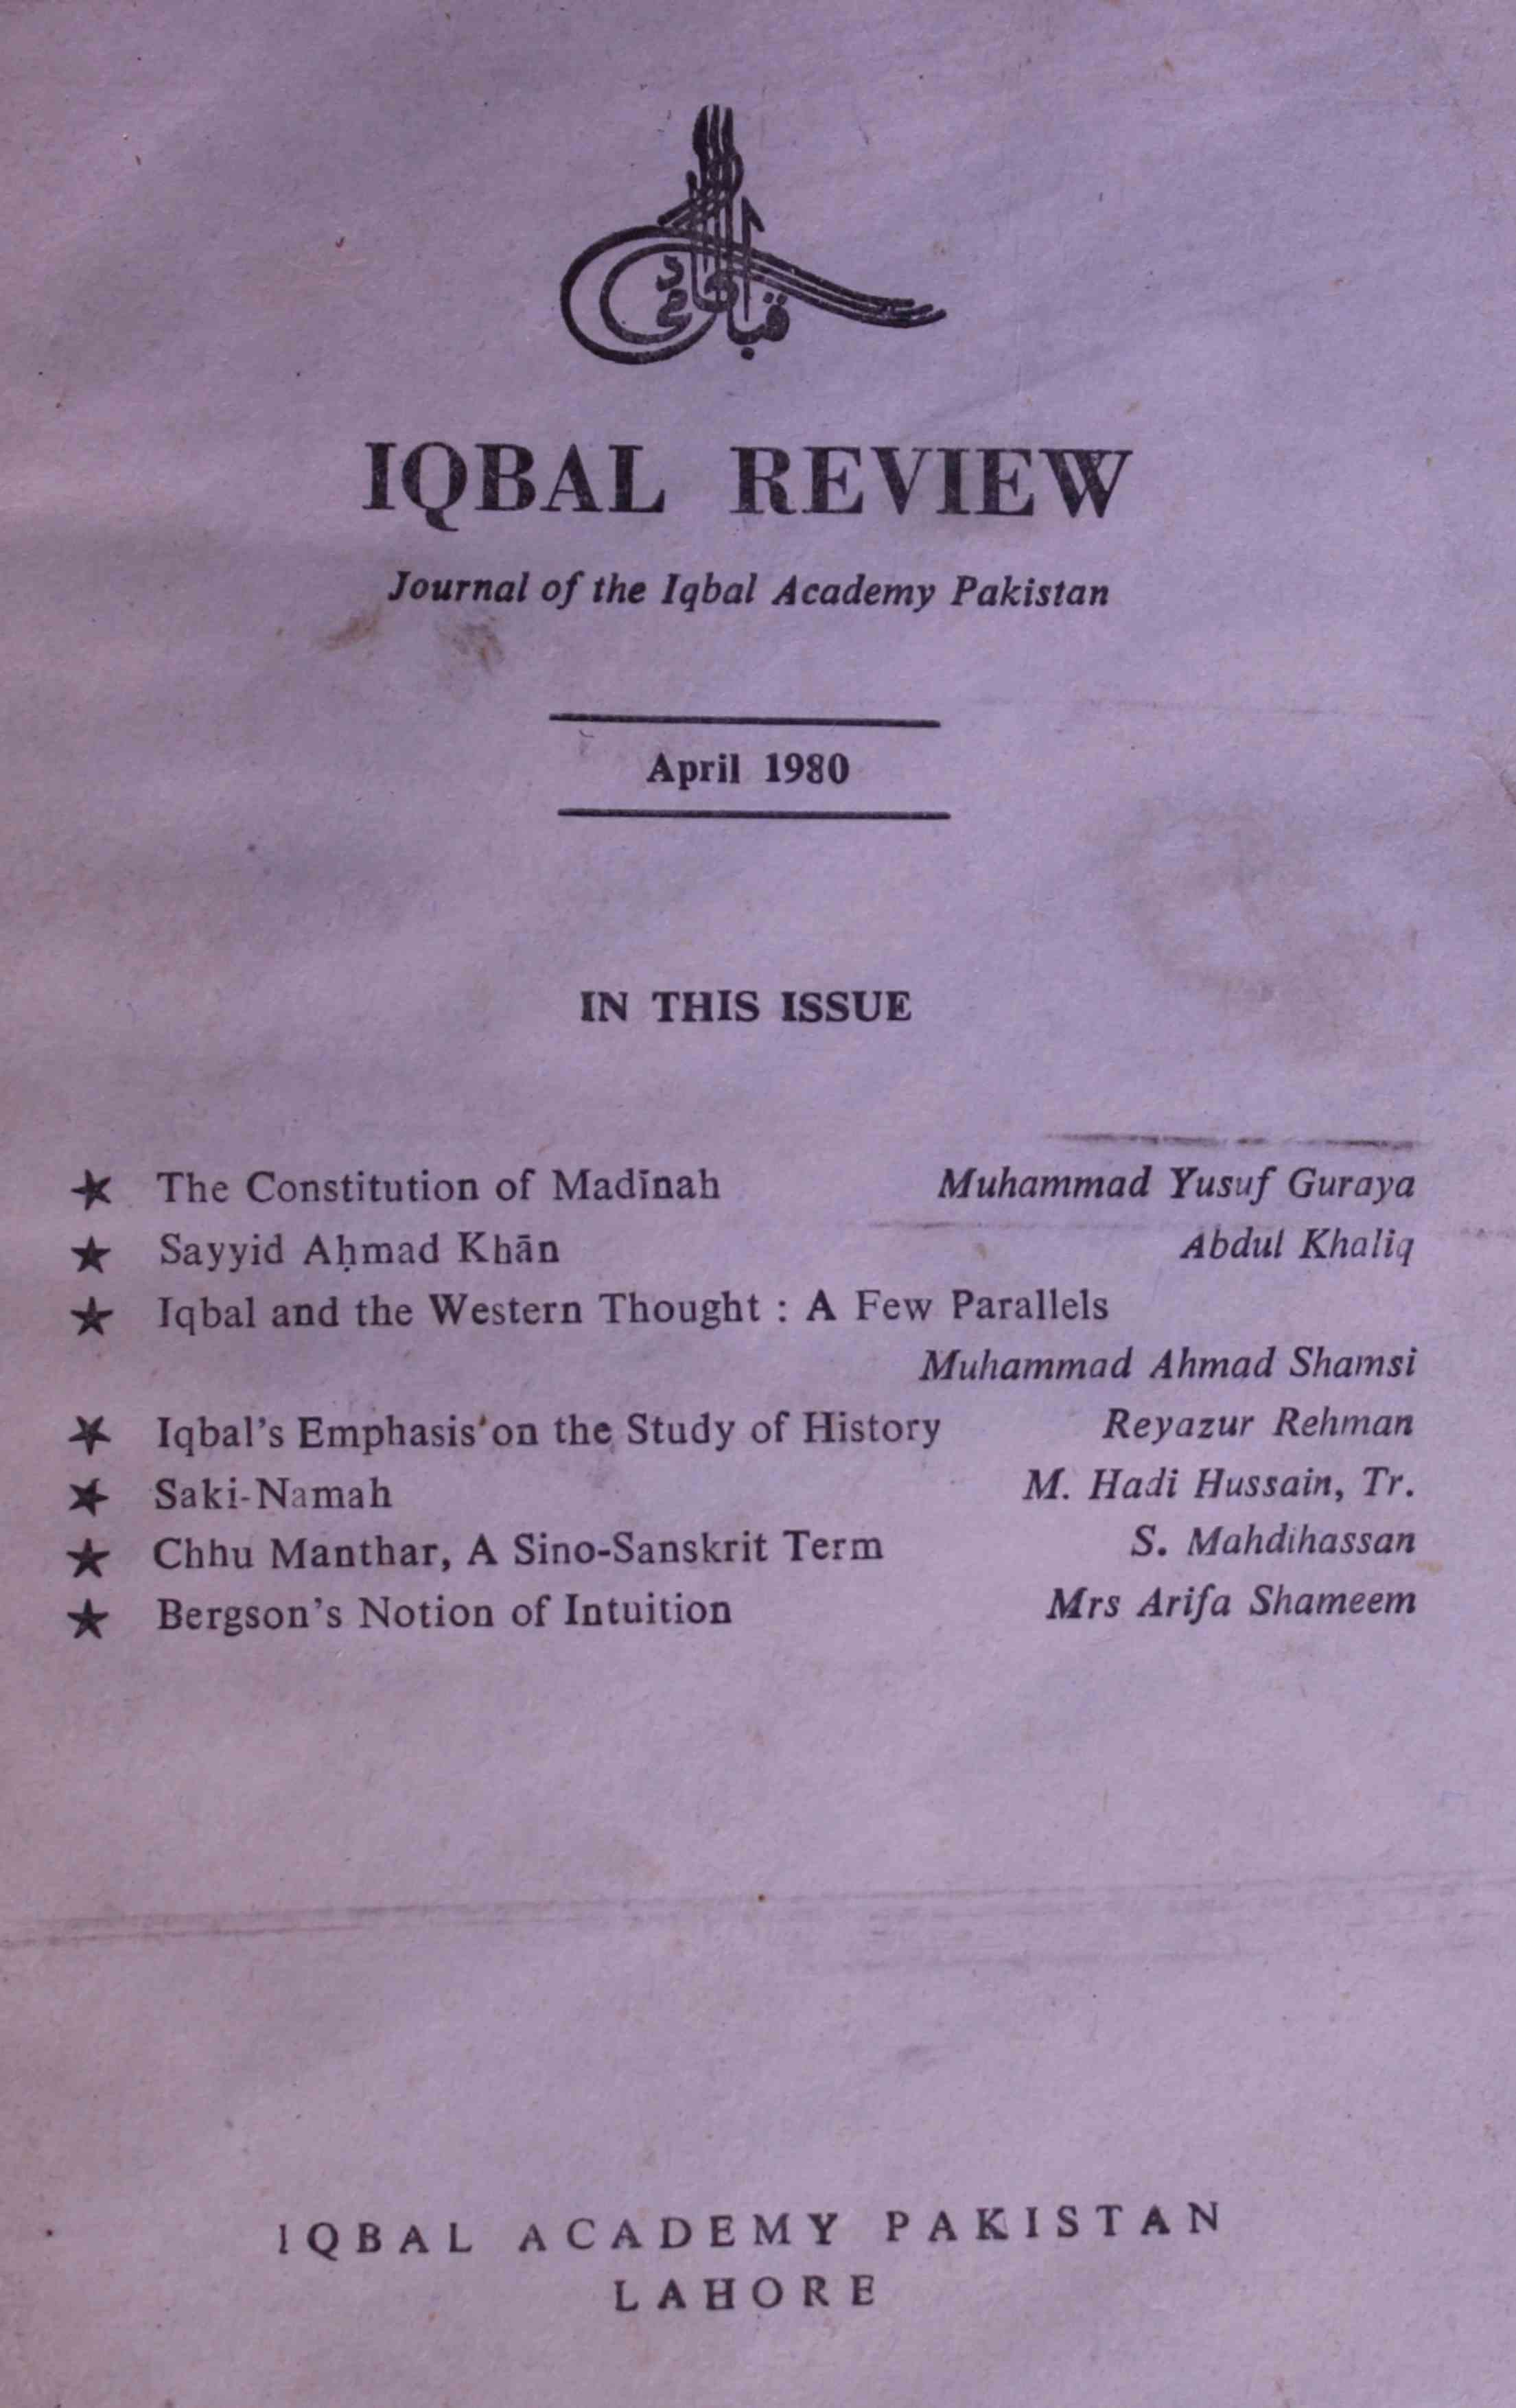 IQBAL REVIEW
Journal of the Iqbal Academy Pakistan
April 1980
IN THIS ISSUE
★ The Constitution of Madīnah Muhammad Yusuf Guraya
★ Sayyid Aḥmad Khān Abdul Khaliq
★ Iqbal and the Western Thought : A Few Parallels
Muhammad Ahmad Shamsi
★ Iqbal's Emphasis on the Study of History Reyazur Rehman
★ Saki-Namah M. Hadi Hussain, Tr.
★ Chhu Manthar, A Sino-Sanskrit Term S. Mahdihassan
★ Bergson's Notion of Intuition Mrs Arifa Shameem
IQBAL ACADEMY PAKISTAN
LAHORE